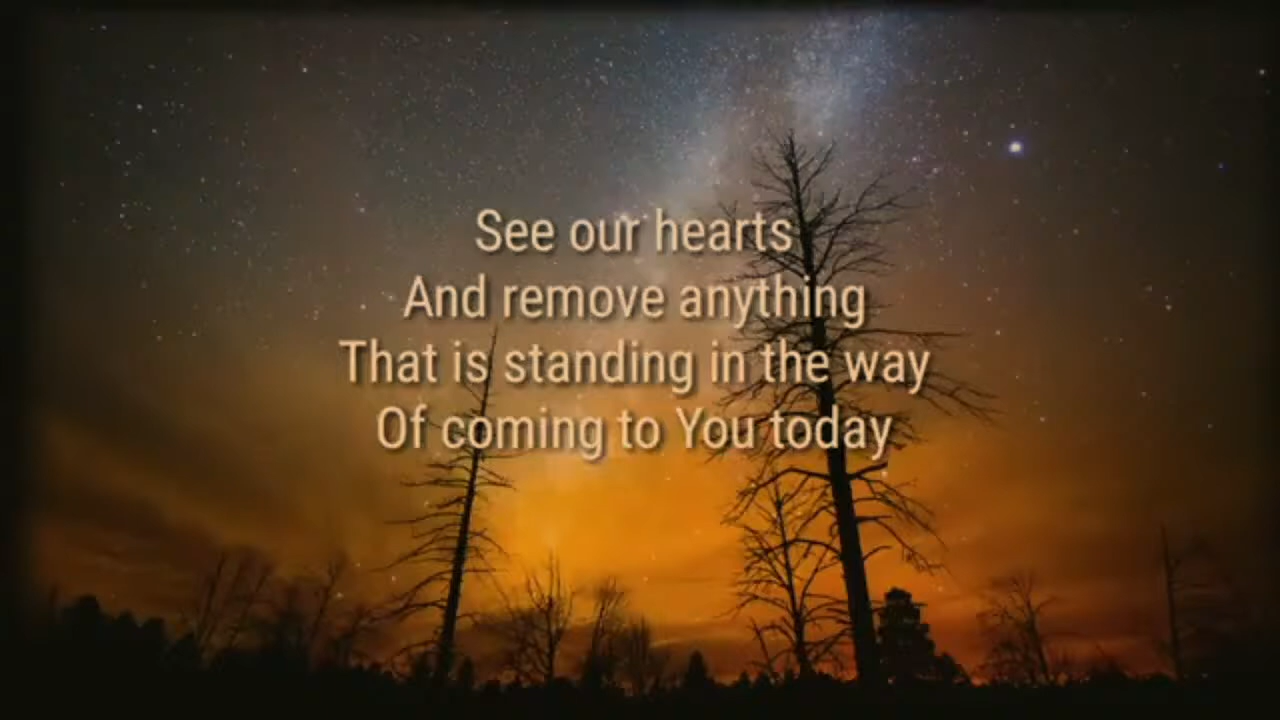 See our hearts
And remove anything
That is standing in the way
Of coming to You today